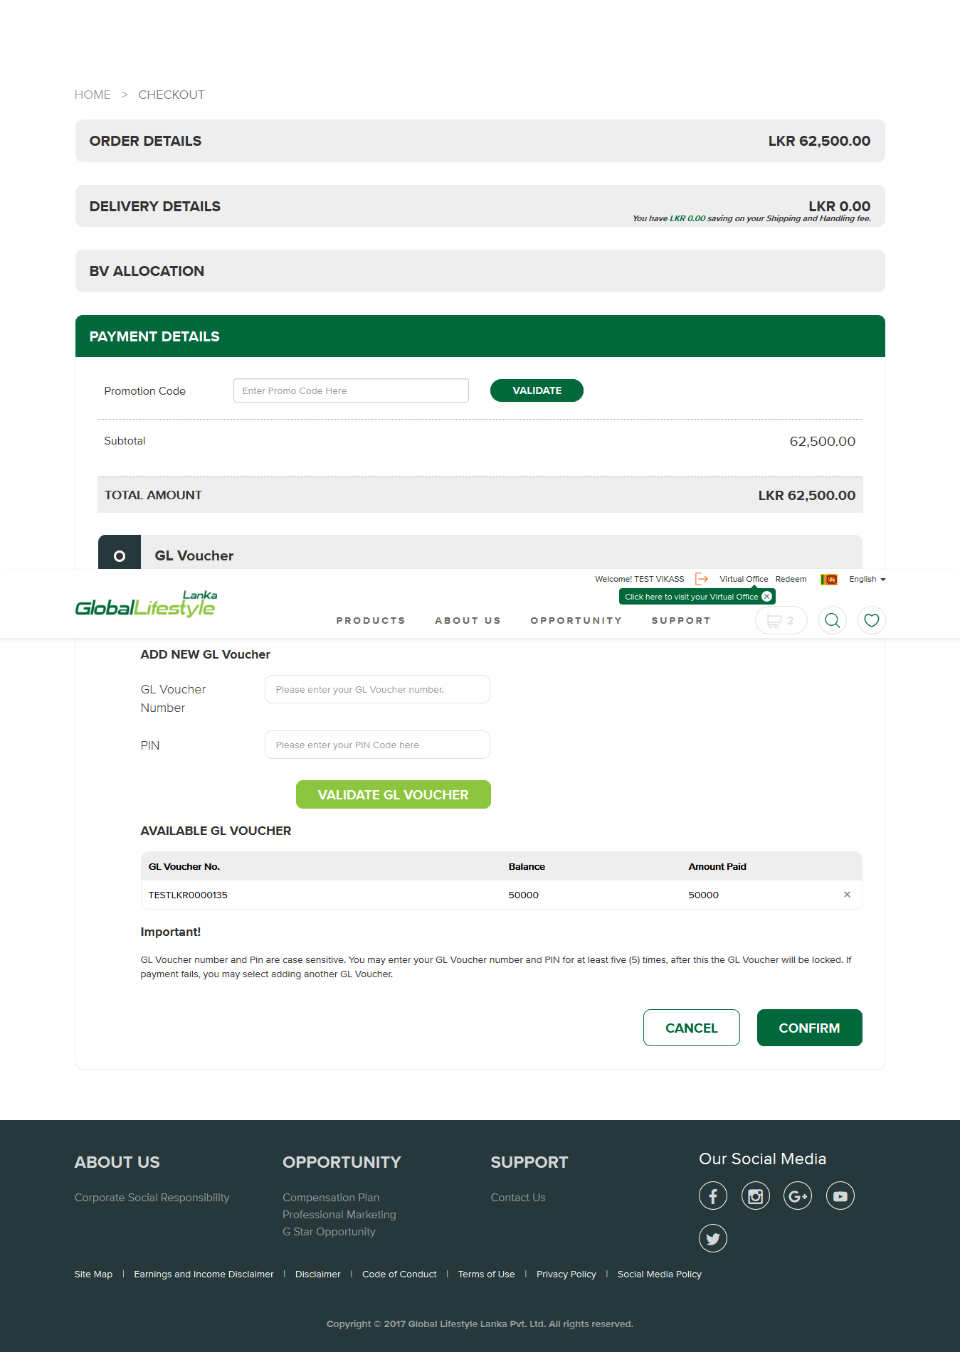 HOME > CHECKOUT
ORDER DETAILS LKR 62,500.00
DELIVERY DETAILS LKR 0.00
You have LKR 0.00 saving on your Shipping and Handling fee.
BV ALLOCATION
PAYMENT DETAILS
Promotion Code Enter Promo Code Here VALIDATE
Subtotal 62,500.00
TOTAL AMOUNT LKR 62,500.00
GL Voucher
Welcome! TEST VIKASS Virtual Office Redeem English
Click here to visit your Virtual Office
Lanka
GlobalLifestyle
PRODUCTS ABOUT US OPPORTUNITY SUPPORT 2
ADD NEW GL Voucher
GL Voucher Number Please enter your GL Voucher number.
PIN Please enter your PIN Code here
VALIDATE GL VOUCHER
AVAILABLE GL VOUCHER
GL Voucher No. Balance Amount Paid
TESTLKR0000135 50000 50000 ×
Important!
GL Voucher number and Pin are case sensitive. You may enter your GL Voucher number and PIN for at least five (5) times, after this the GL Voucher will be locked. If
payment fails, you may select adding another GL Voucher.
CANCEL CONFIRM
ABOUT US OPPORTUNITY SUPPORT Our Social Media
Corporate Social Responsibility Compensation Plan Contact Us
Professional Marketing
G Star Opportunity
Site Map | Earnings and Income Disclaimer | Disclaimer | Code of Conduct | Terms of Use | Privacy Policy | Social Media Policy
Copyright © 2017 Global Lifestyle Lanka Pvt. Ltd. All rights reserved.